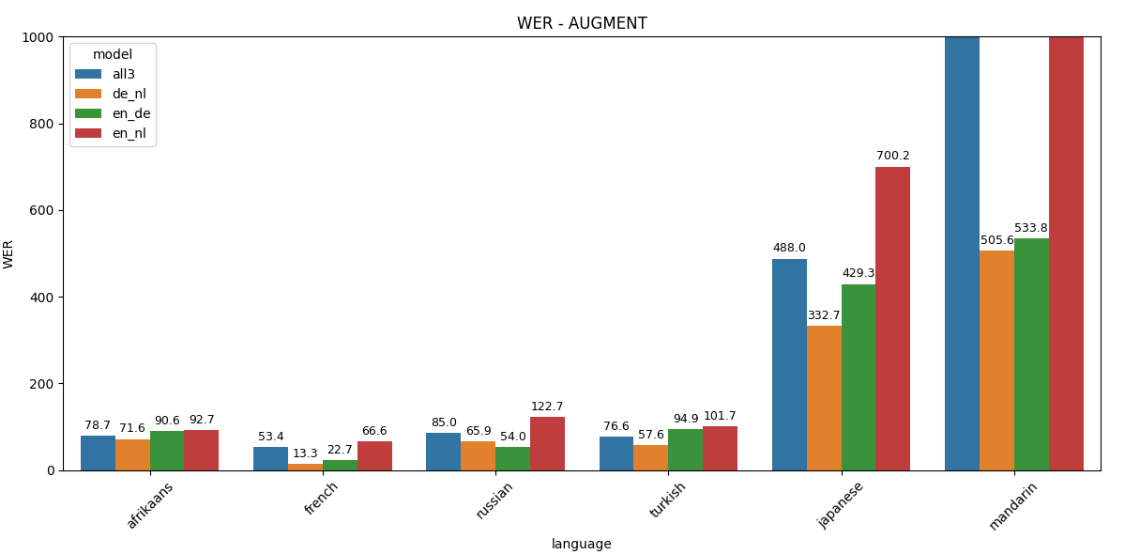 WER - AUGMENT
WER
1000
800
600
400
200
0
model
all3
de_nl
en_de
en_nl
78.7 71.6 90.6 92.7
53.4 13.3 22.7 66.6
85.0 65.9 54.0 122.7
76.6 57.6 94.9 101.7
488.0 332.7 429.3 700.2
505.6 533.8
afrikaans french russian turkish japanese mandarin
language